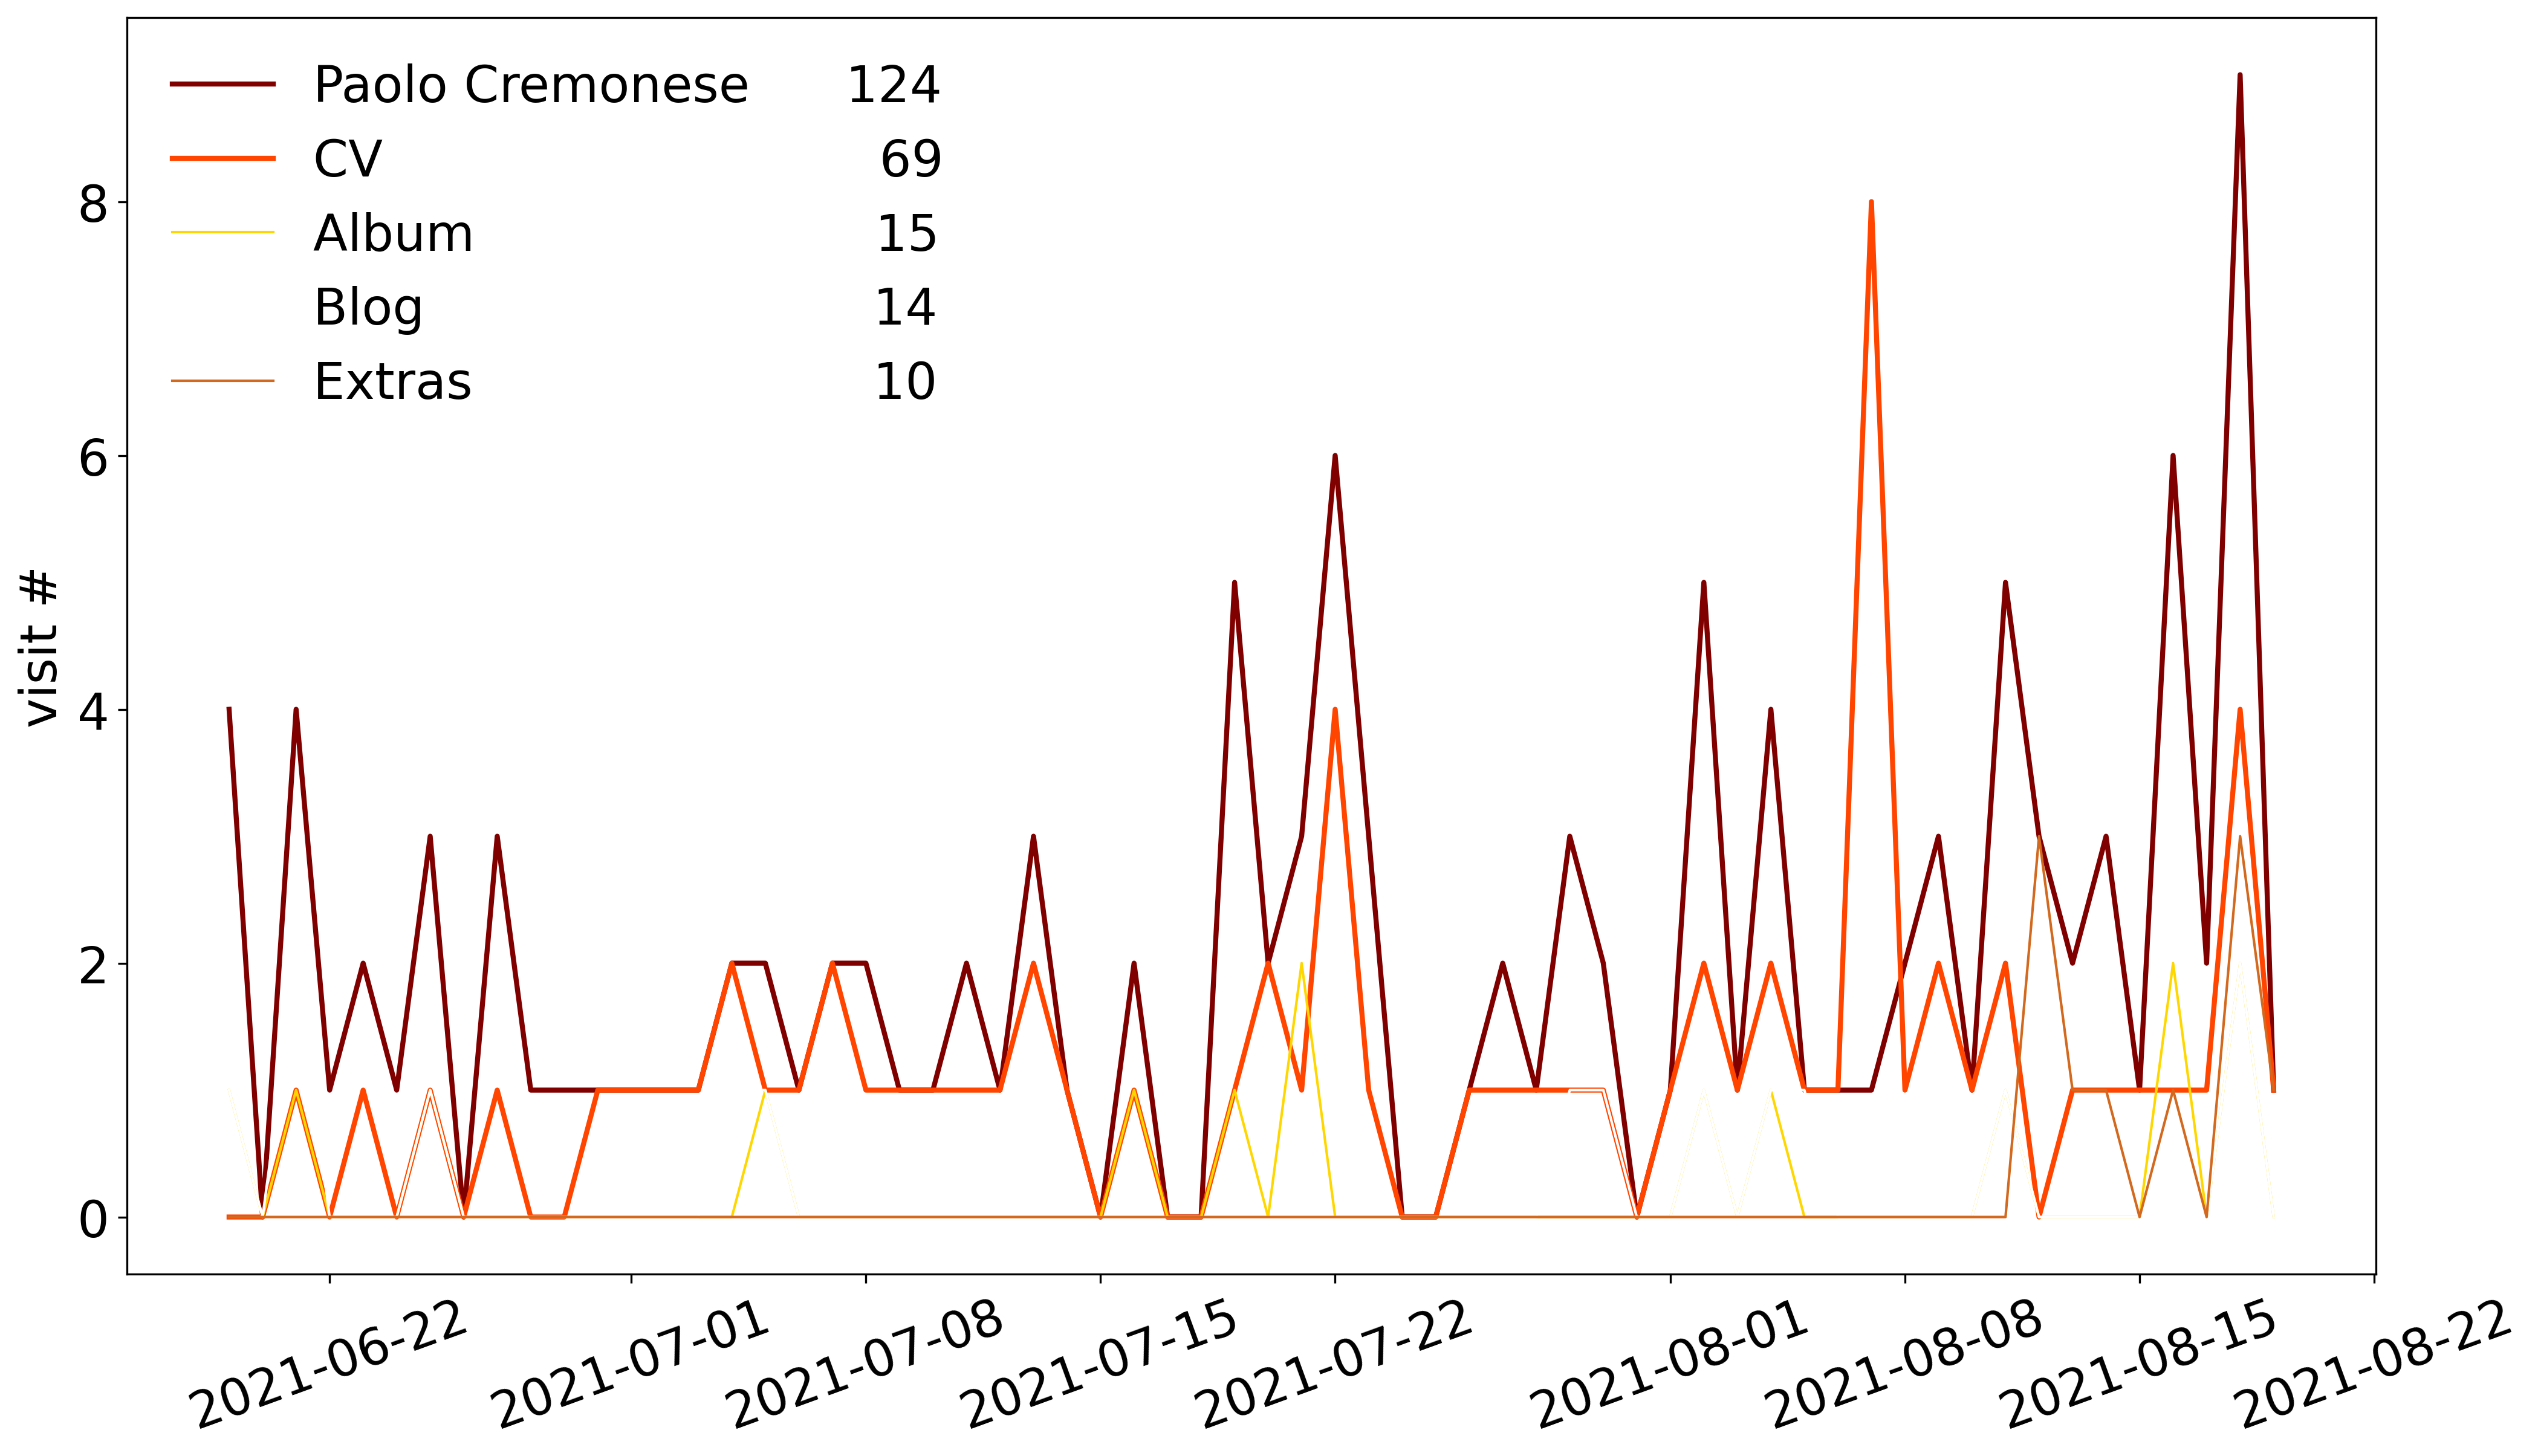 Paolo Cremonese 124
CV 69
Album 15
Blog 14
Extras 10
visit #
8
6
4
2
0
2021-06-22
2021-07-01
2021-07-08
2021-07-15
2021-07-22
2021-08-01
2021-08-08
2021-08-15
2021-08-22